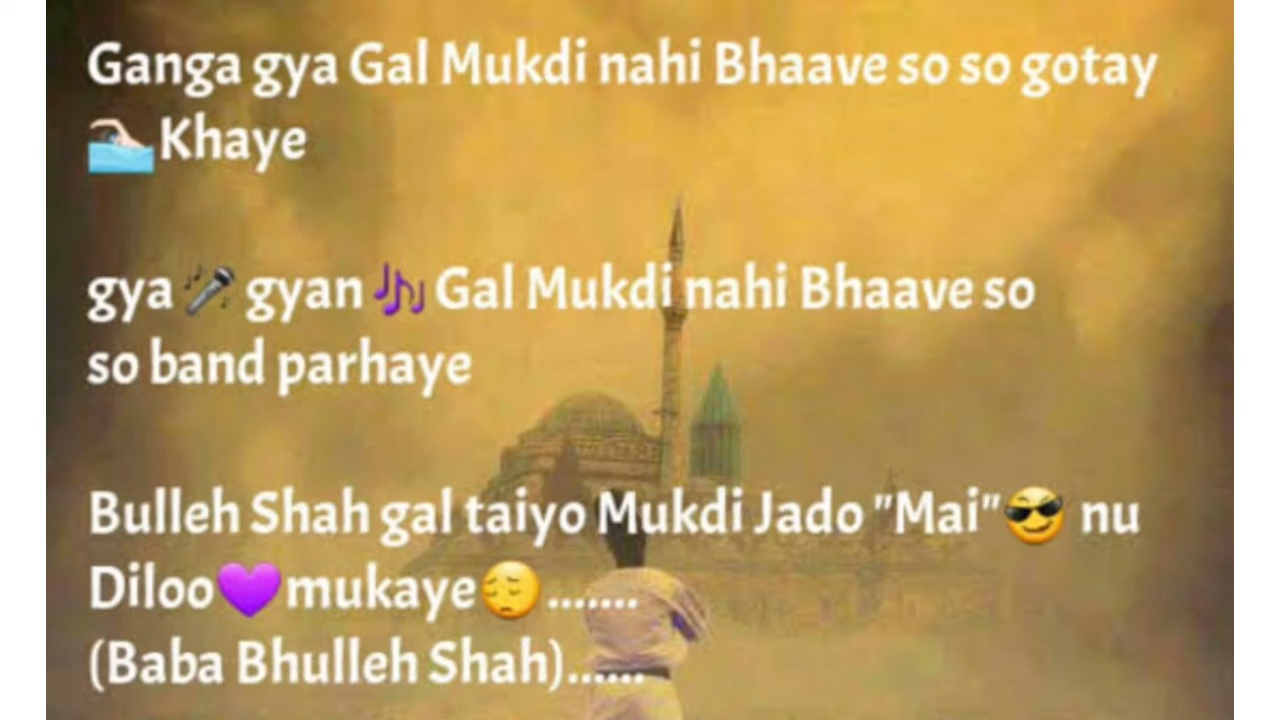 Ganga gya Gal Mukdi nahi Bhaave so so gotay
🏊Khaye
gya🎤gyan🎶Gal Mukdi nahi Bhaave so
so band parhaye
Bulleh Shah gal taiyo Mukdi Jado "Mai"😎 nu
Diloo💜mukaye😔.......
(Baba Bhulleh Shah)......